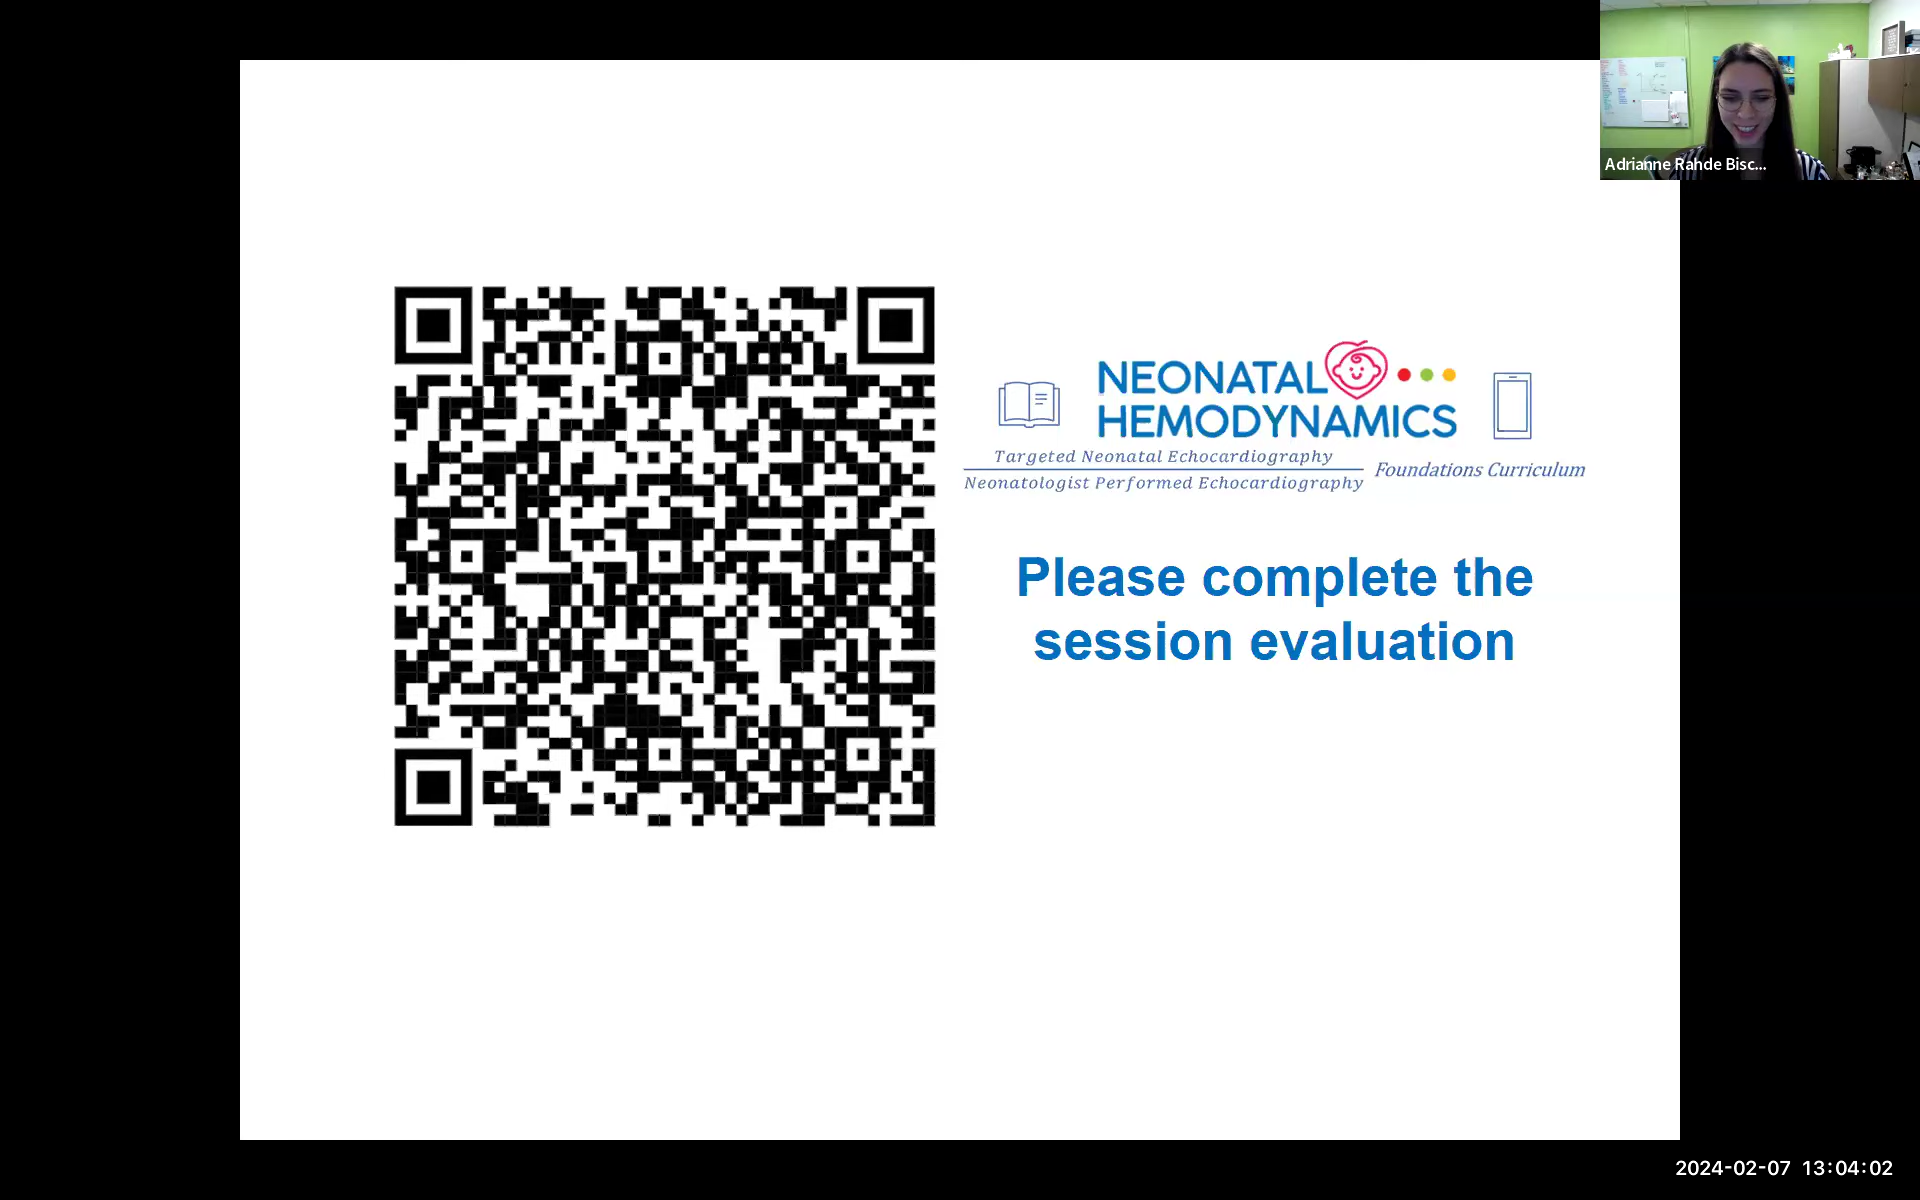 Adrianne Rahde Bisc...
NEONATAL
HEMODYNAMICS
Targeted Neonatal Echocardiography
Neonatologist Performed Echocardiography
Foundations Curriculum
Please complete the
session evaluation
2024-02-07 13:04:02